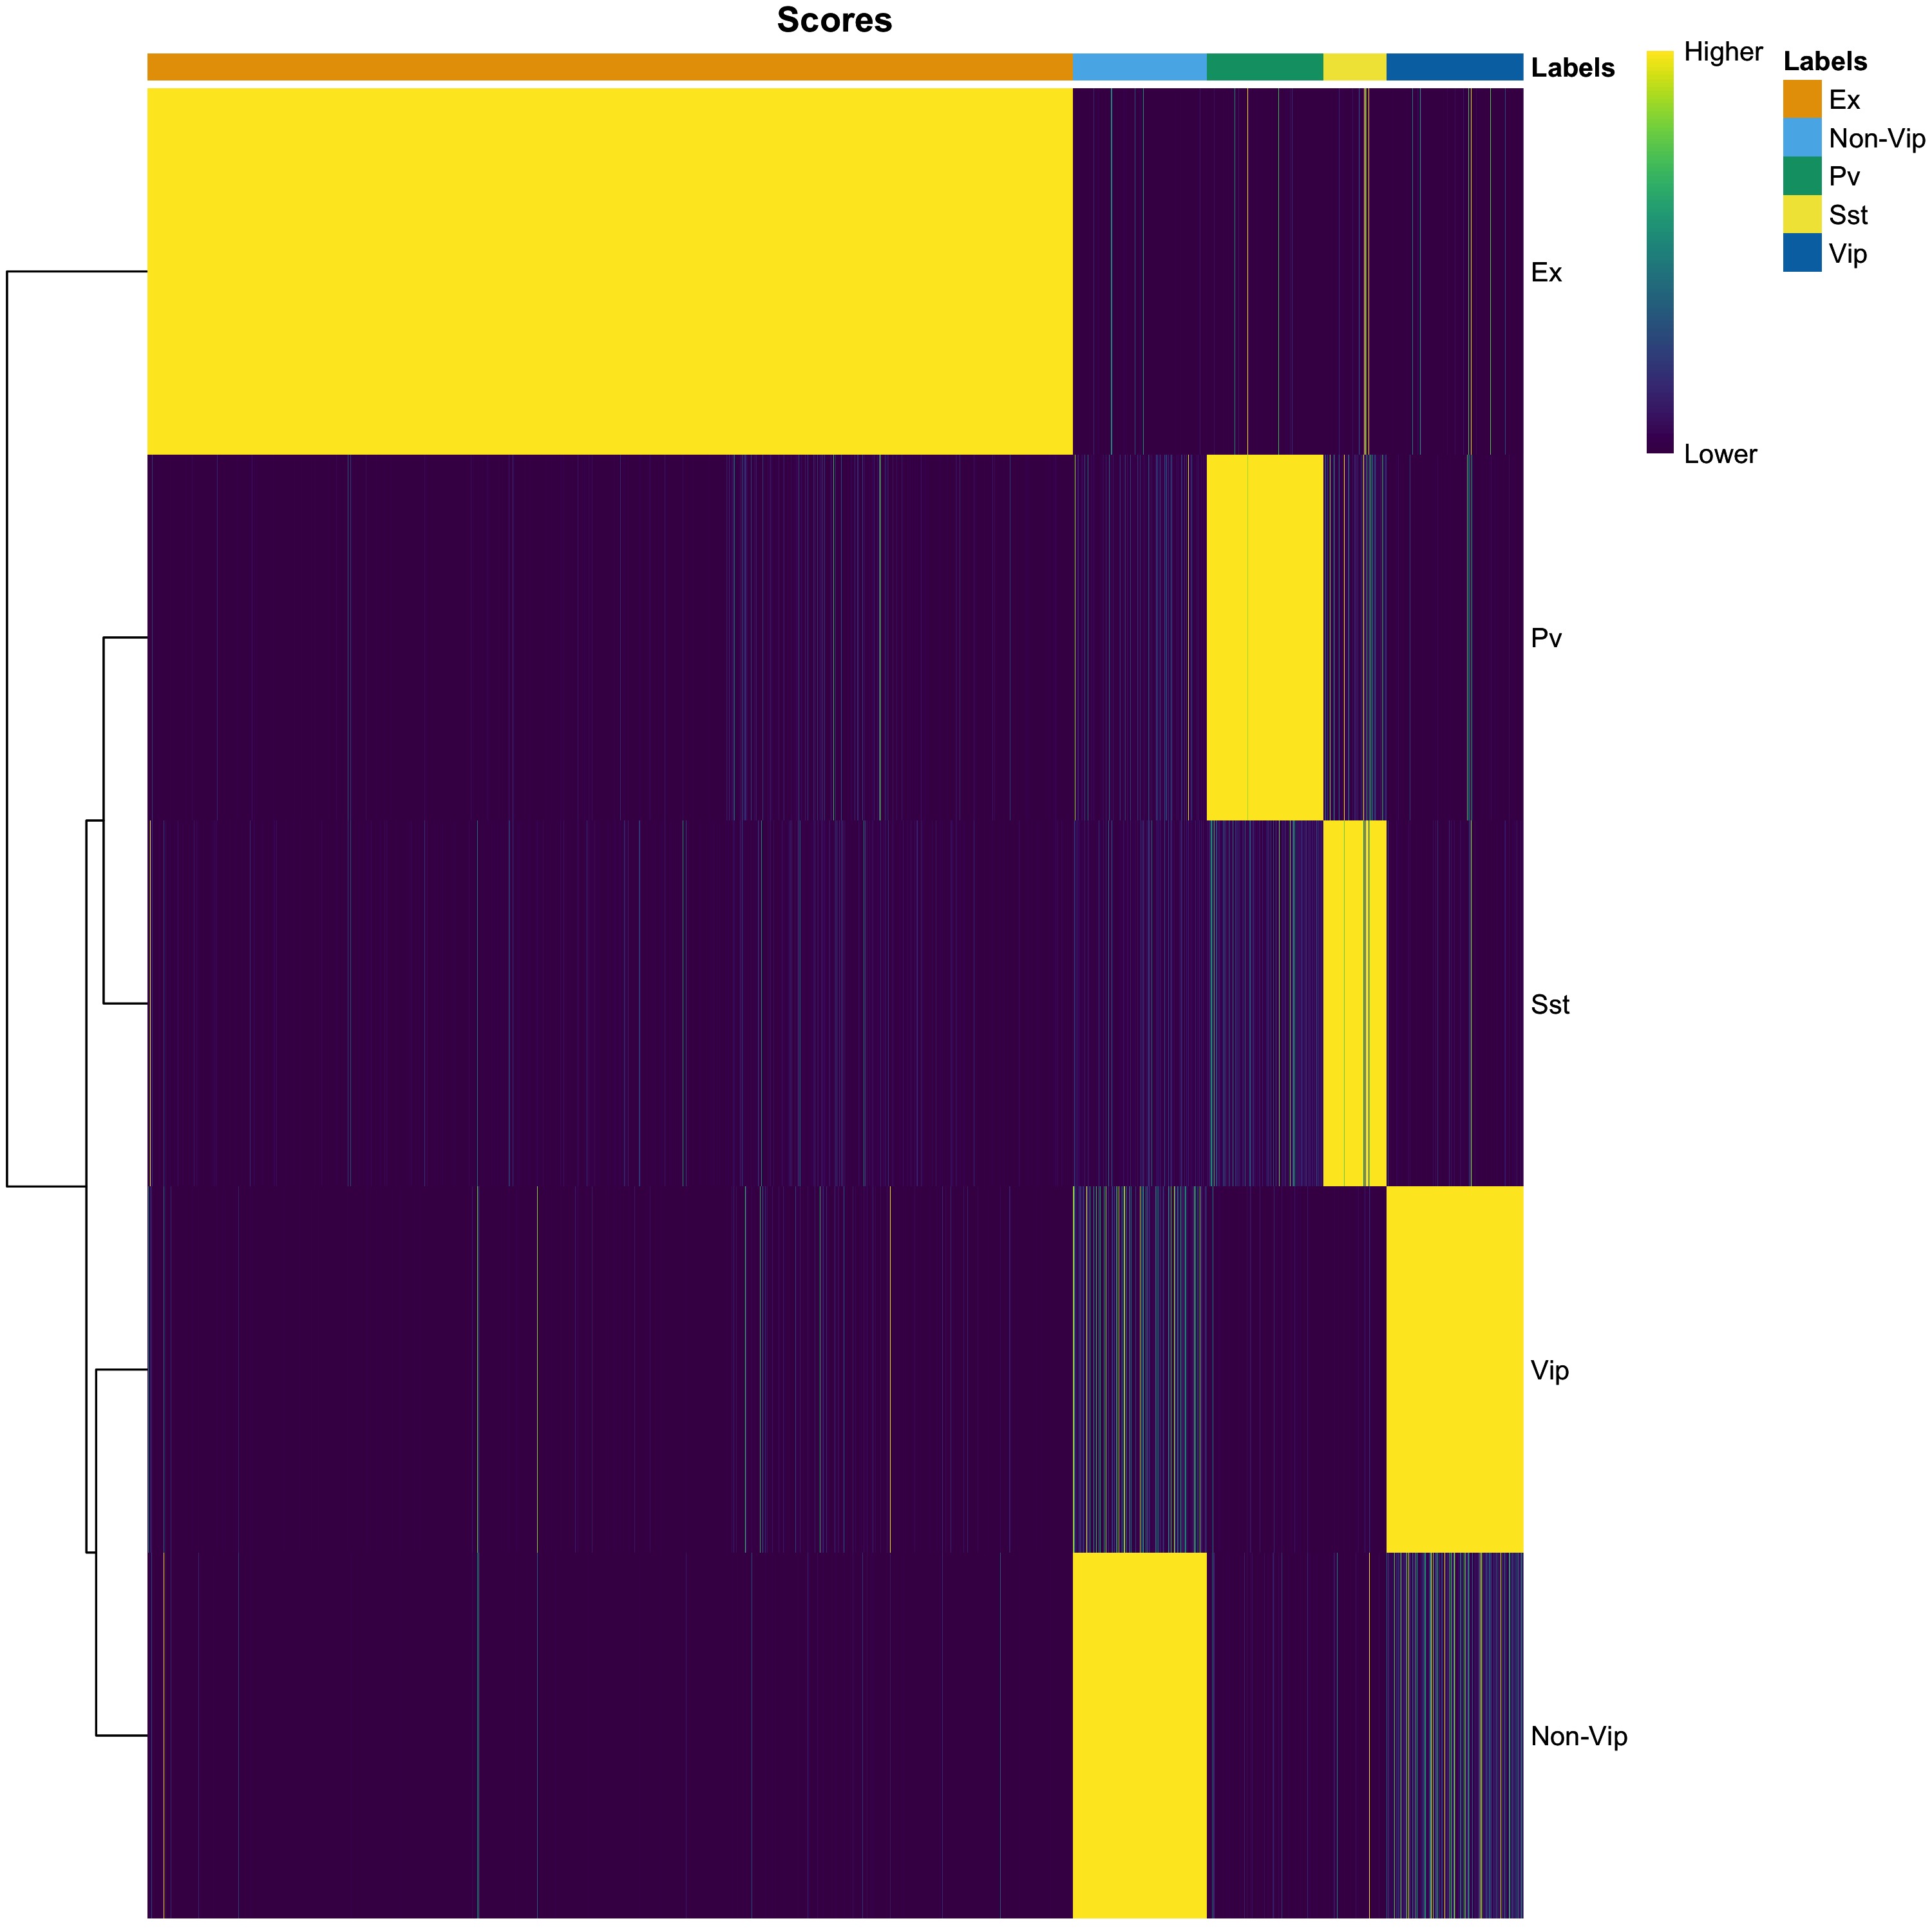 Scores
Labels
Higher
Lower
Labels
Ex
Non-Vip
Pv
Sst
Vip
Ex
Pv
Sst
Vip
Non-Vip